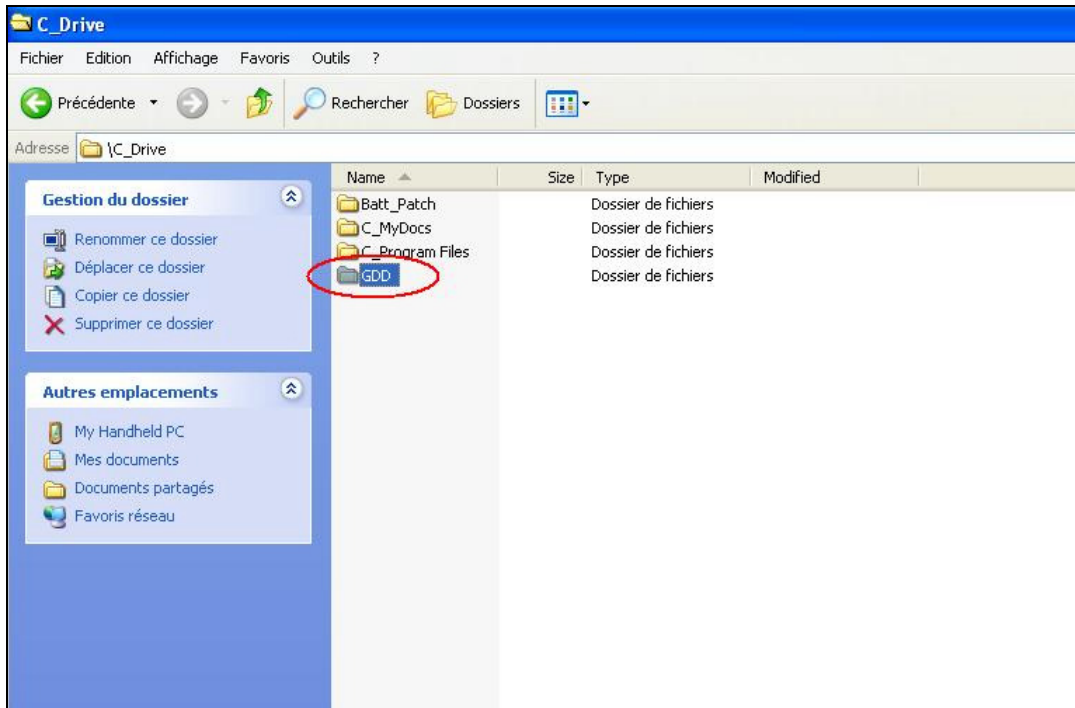 C_Drive
Fichier Edition Affichage Favoris Outils ?
Précédente Rechercher Dossiers
Adresse \C_Drive
Name Size Type Modified
Gestion du dossier
Renommer ce dossier
Déplacer ce dossier
Copier ce dossier
Supprimer ce dossier
Autres emplacements
My Handheld PC
Mes documents
Documents partagés
Favoris réseau
Batt_Patch Dossier de fichiers
C_MyDocs Dossier de fichiers
C_Program Files Dossier de fichiers
GDD Dossier de fichiers